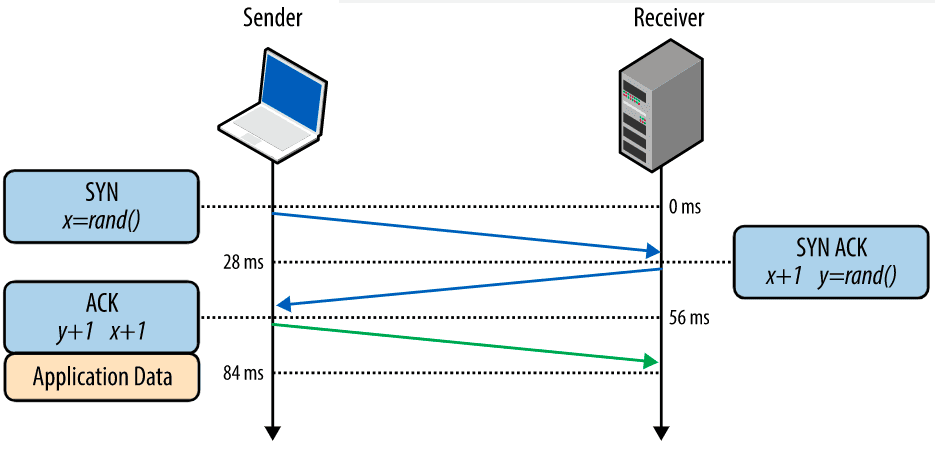 Sender
Receiver
SYN
x=rand()
0 ms
28 ms
SYN ACK
x+1 y=rand()
ACK
y+1 x+1
56 ms
Application Data
84 ms